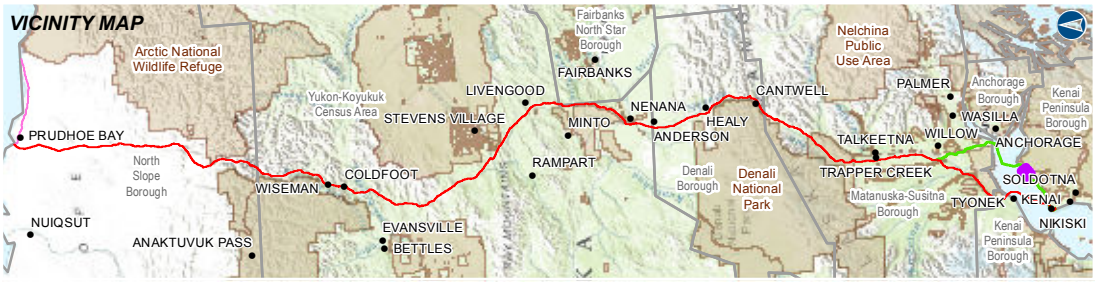 VICINITY MAP
Arctic National
Wildlife Refuge
Fairbanks
North Star
Borough
FAIRBANKS
Nelchina
Public
Use Area
PALMER
Anchorage
Borough
Kenai
Peninsula
Borough
LIVENGOOD
Yukon-Koyukuk
Census Area
STEVENS VILLAGE
NENANA
CANTWELL
HEALY
MINTO
ANDERSON
WASILLA
WILLOW
TALKEETNA
ANCHORAGE
PRUDHOE BAY
North
Slope
Borough
WISEMAN
COLDFOOT
RAMPART
Denali
Borough
Denali
National
Park
TRAPPER CREEK
Matanuska-Susitna
Borough
SOLDOTNA
TYONEK
KENAI
NIKISKI
NUIQSUT
ANAKTUVUK PASS
EVANSVILLE
BETTLES
Kenai
Peninsula
Borough